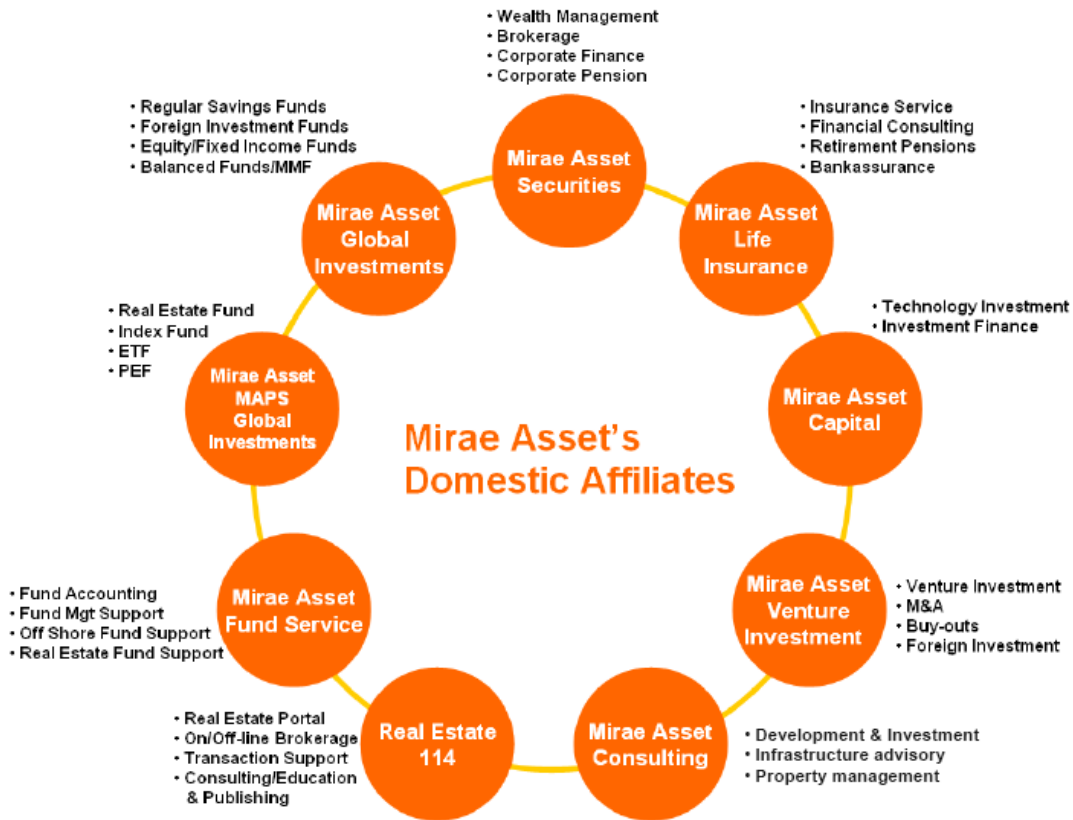 • Wealth Management
• Brokerage
• Corporate Finance
• Corporate Pension
Mirae Asset
Securities
• Insurance Service
• Financial Consulting
• Retirement Pensions
• Bankassurance
Mirae Asset
Life
Insurance
• Technology Investment
• Investment Finance
Mirae Asset
Capital
• Venture Investment
• M&A
• Buy-outs
• Foreign Investment
Mirae Asset
Venture
Investment
• Development & Investment
• Infrastructure advisory
• Property management
Mirae Asset
Consulting
• Real Estate Portal
• On/Off-line Brokerage
• Transaction Support
• Consulting/Education
& Publishing
Real Estate
114
• Fund Accounting
• Fund Mgt Support
• Off Shore Fund Support
• Real Estate Fund Support
Mirae Asset
Fund Service
• Real Estate Fund
• Index Fund
• ETF
• PEF
Mirae Asset
MAPS
Global
Investments
• Regular Savings Funds
• Foreign Investment Funds
• Equity/Fixed Income Funds
• Balanced Funds/MMF
Mirae Asset
Global
Investments
Mirae Asset’s
Domestic Affiliates